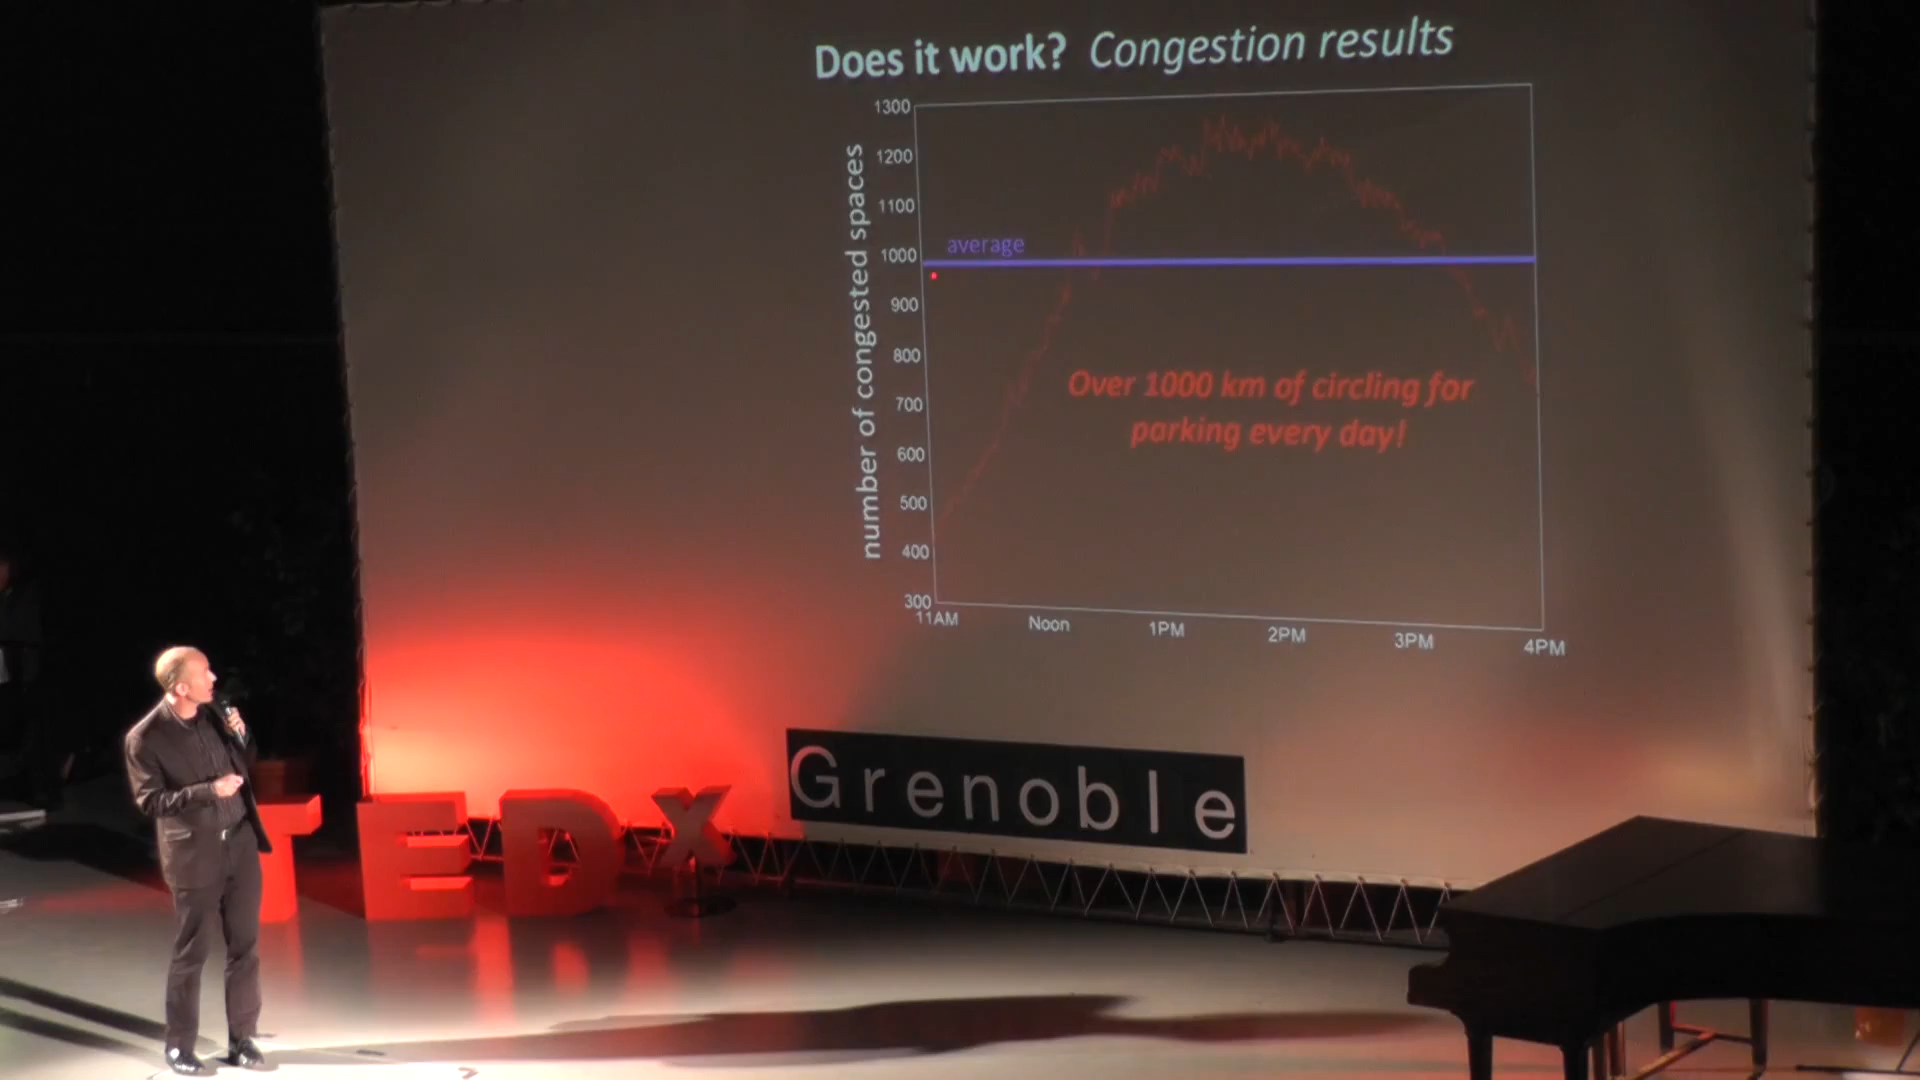 Does it work? Congestion results
number of congested spaces
1300
1200
1100
1000
900
800
700
600
500
400
300
average
Over 1000 km of circling for
parking every day!
11AM Noon 1PM 2PM 3PM 4PM
TEDx
Grenoble